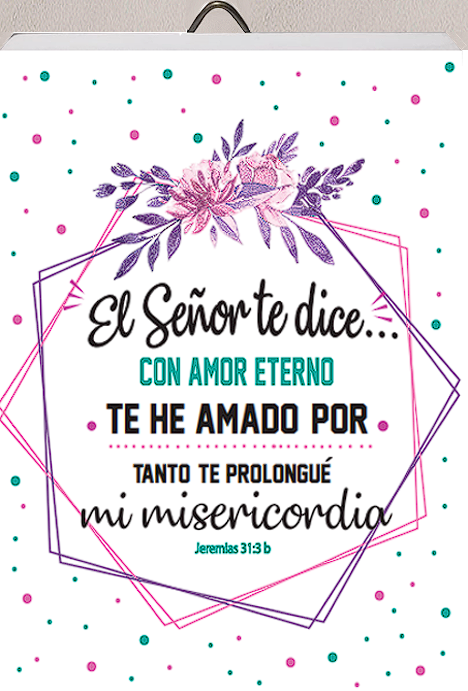 El Señor te dice...
CON AMOR ETERNO
TE HE AMADO POR
TANTO TE PROLONGUÉ
mi misericordia
Jeremías 31:3 b